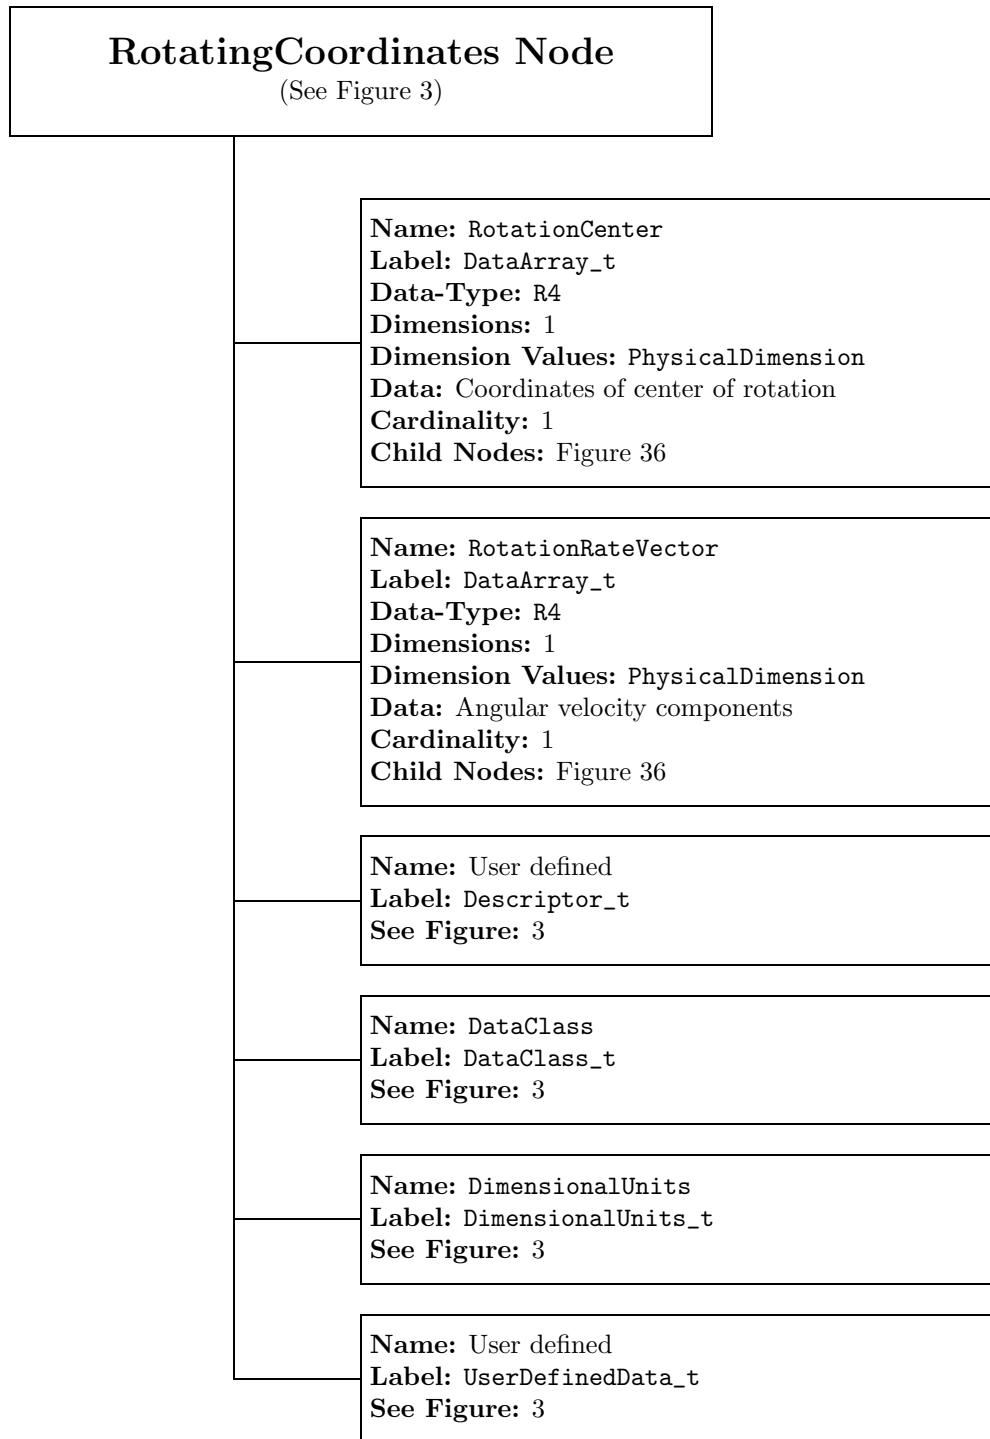 RotatingCoordinates Node
(See Figure 3)
Name: RotationCenter
Label: DataArray_t
Data-Type: R4
Dimensions: 1
Dimension Values: PhysicalDimension
Data: Coordinates of center of rotation
Cardinality: 1
Child Nodes: Figure 36
Name: RotationRateVector
Label: DataArray_t
Data-Type: R4
Dimensions: 1
Dimension Values: PhysicalDimension
Data: Angular velocity components
Cardinality: 1
Child Nodes: Figure 36
Name: User defined
Label: Descriptor_t
See Figure: 3
Name: DataClass
Label: DataClass_t
See Figure: 3
Name: DimensionalUnits
Label: DimensionalUnits_t
See Figure: 3
Name: User defined
Label: UserDefinedData_t
See Figure: 3